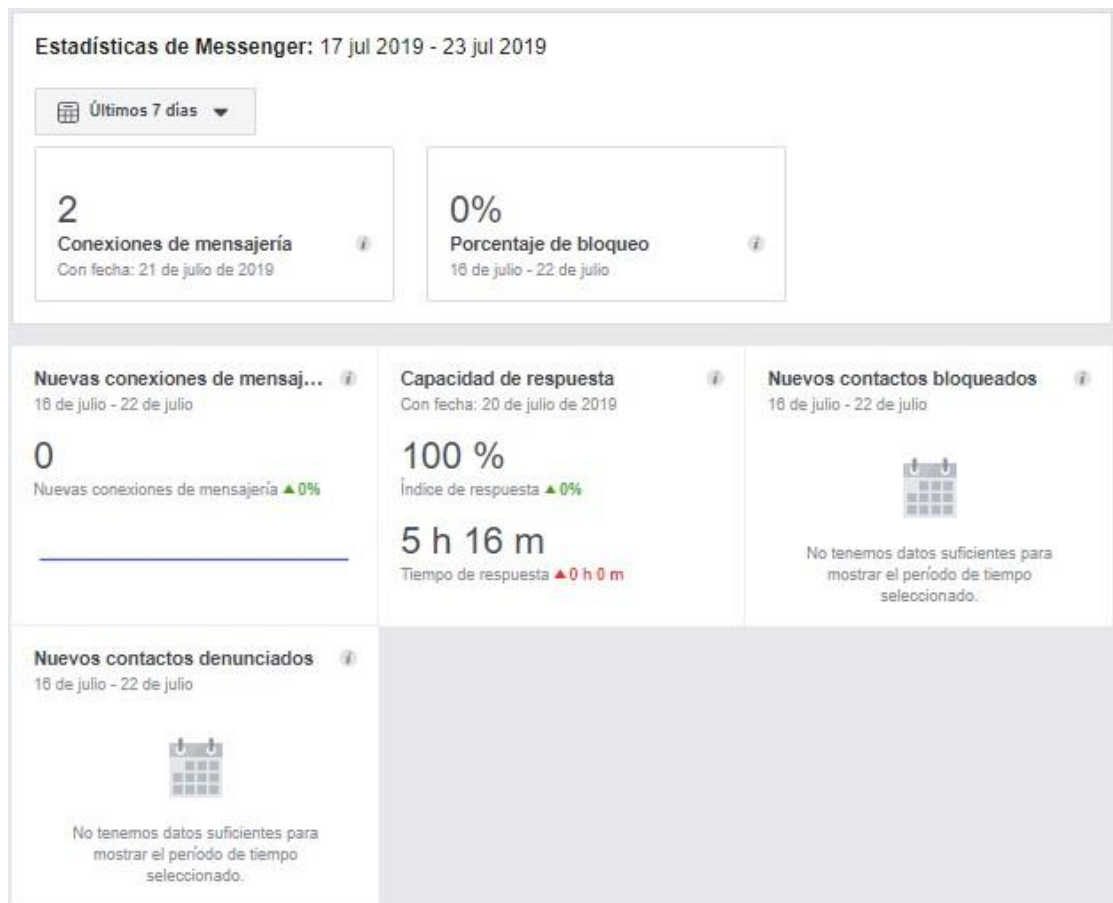 Estadísticas de Messenger: 17 jul 2019 - 23 jul 2019
Últimos 7 días
2
Conexiones de mensajería
Con fecha: 21 de julio de 2019
0%
Porcentaje de bloqueo
16 de julio - 22 de julio
Nuevas conexiones de mensaj...
16 de julio - 22 de julio
0
Nuevas conexiones de mensajería ▲0%
Capacidad de respuesta
Con fecha: 20 de julio de 2019
100 %
Índice de respuesta ▲0%
5 h 16 m
Tiempo de respuesta ▲0 h 0 m
Nuevos contactos bloqueados
16 de julio - 22 de julio
No tenemos datos suficientes para
mostrar el período de tiempo
seleccionado.
Nuevos contactos denunciados
16 de julio - 22 de julio
No tenemos datos suficientes para
mostrar el período de tiempo
seleccionado.